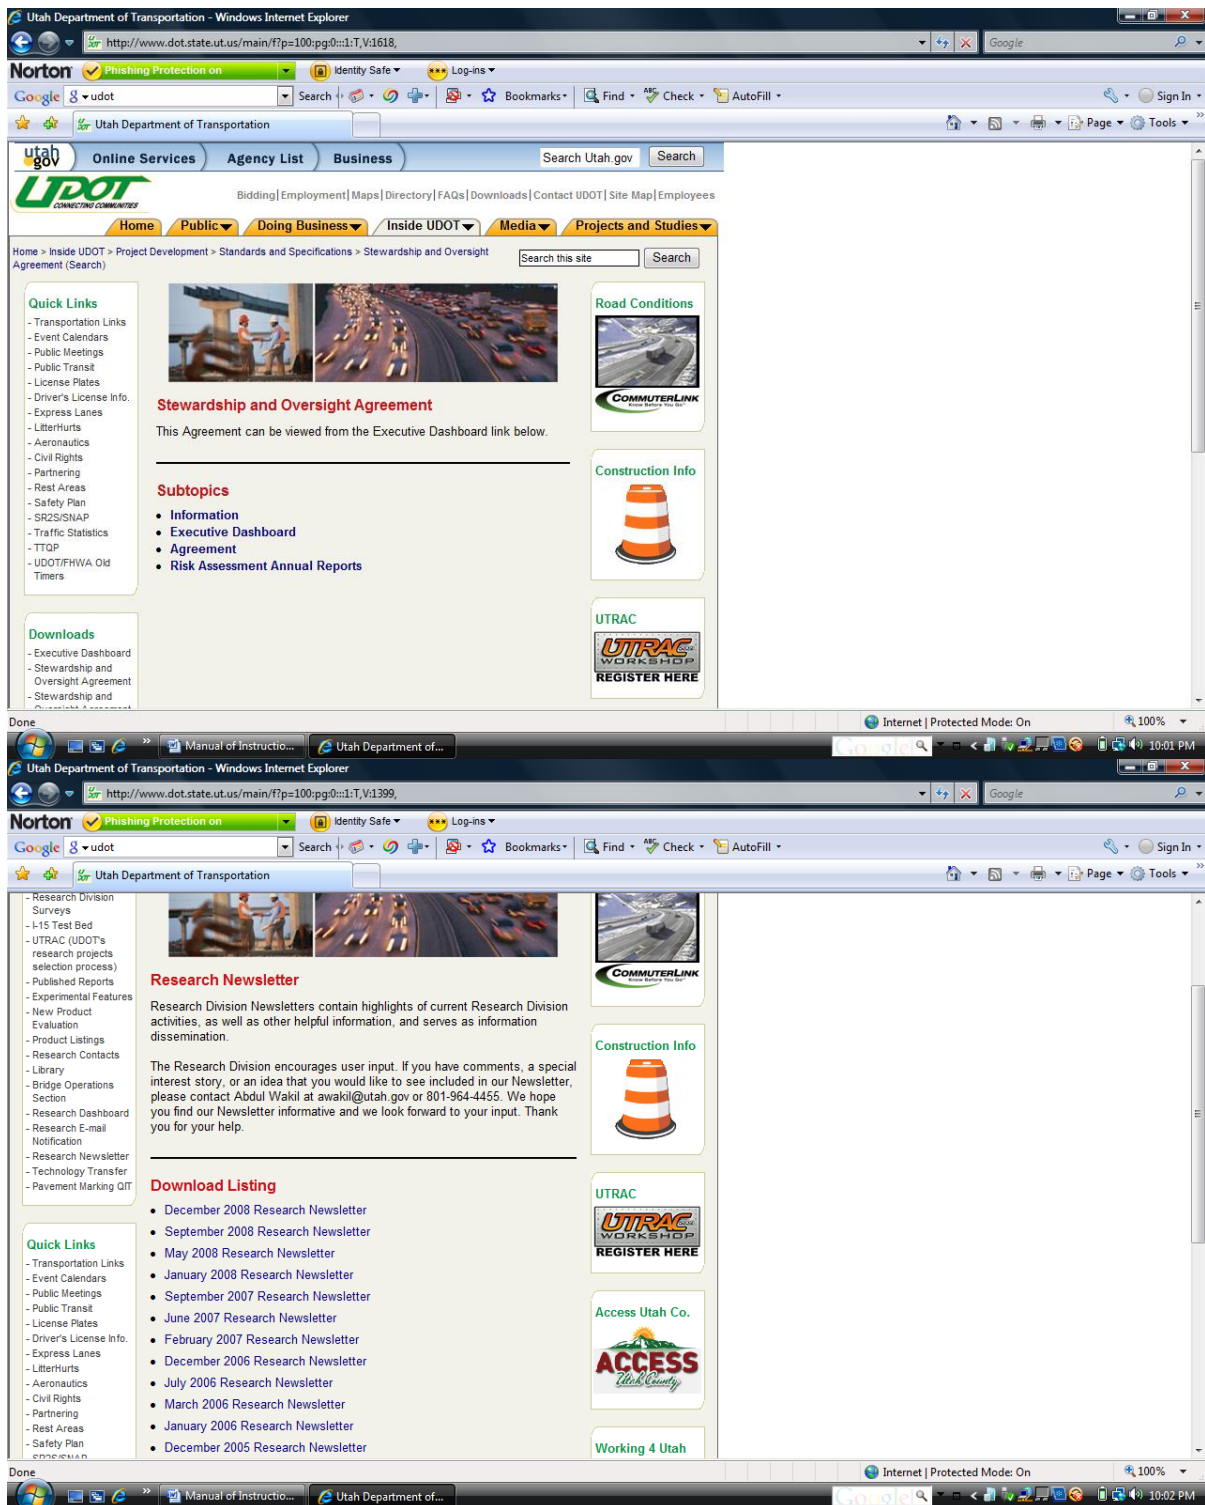 Utah Department of Transportation - Windows Internet Explorer
http://www.dot.state.ut.us/main/f?p=100:pg:0:::1:T,V:1618,
Google
Norton Phishing Protection on Identity Safe Log-ins
Google udot Search Bookmarks Find Check AutoFill Sign In
Utah Department of Transportation Page Tools
utah gov Online Services Agency List Business Search Utah.gov Search
UDOT
CONNECTING COMMUNITIES
Bidding| Employment| Maps| Directory| FAQs| Downloads| Contact UDOT| Site Map| Employees
Home Public Doing Business Inside UDOT Media Projects and Studies
Home > Inside UDOT > Project Development > Standards and Specifications > Stewardship and Oversight
Agreement (Search)
Search this site Search
Quick Links
- Transportation Links
- Event Calendars
- Public Meetings
- Public Transit
- License Plates
- Driver's License Info.
- Express Lanes
- LitterHurts
- Aeronautics
- Civil Rights
- Partnering
- Rest Areas
- Safety Plan
- SR2S/SNAP
- Traffic Statistics
- TTQP
- UDOT/FHWA Old
Timers
Downloads
- Executive Dashboard
- Stewardship and
Oversight Agreement
- Stewardship and
Oversight Agreement
Stewardship and Oversight Agreement
This Agreement can be viewed from the Executive Dashboard link below.
Subtopics
• Information
• Executive Dashboard
• Agreement
• Risk Assessment Annual Reports
Road Conditions
COMMUTERLINK
Know Before You Go
Construction Info
UTRAC
UTRAC
WORKSHOP
REGISTER HERE
Done Internet | Protected Mode: On 100%
Manual of Instructio... Utah Department of... Google 10:01 PM
Utah Department of Transportation - Windows Internet Explorer
http://www.dot.state.ut.us/main/f?p=100:pg:0:::1:T,V:1399,
Google
Norton Phishing Protection on Identity Safe Log-ins
Google udot Search Bookmarks Find Check AutoFill Sign In
Utah Department of Transportation Page Tools
- Research Division
Surveys
- I-15 Test Bed
- UTRAC (UDOT's
research projects
selection process)
- Published Reports
- Experimental Features
- New Product
Evaluation
- Product Listings
- Research Contacts
- Library
- Bridge Operations
Section
- Research Dashboard
- Research E-mail
Notification
- Research Newsletter
- Technology Transfer
- Pavement Marking QIT
Quick Links
- Transportation Links
- Event Calendars
- Public Meetings
- Public Transit
- License Plates
- Driver's License Info.
- Express Lanes
- LitterHurts
- Aeronautics
- Civil Rights
- Partnering
- Rest Areas
- Safety Plan
- SR2S/SNAP
Research Newsletter
Research Division Newsletters contain highlights of current Research Division
activities, as well as other helpful information, and serves as information
dissemination.
The Research Division encourages user input. If you have comments, a special
interest story, or an idea that you would like to see included in our Newsletter,
please contact Abdul Wakil at awakil@utah.gov or 801-964-4455. We hope
you find our Newsletter informative and we look forward to your input. Thank
you for your help.
Download Listing
• December 2008 Research Newsletter
• September 2008 Research Newsletter
• May 2008 Research Newsletter
• January 2008 Research Newsletter
• September 2007 Research Newsletter
• June 2007 Research Newsletter
• February 2007 Research Newsletter
• December 2006 Research Newsletter
• July 2006 Research Newsletter
• March 2006 Research Newsletter
• January 2006 Research Newsletter
• December 2005 Research Newsletter
COMMUTERLINK
Know Before You Go
Construction Info
UTRAC
UTRAC
WORKSHOP
REGISTER HERE
Access Utah Co.
ACCESS
Utah County
Working 4 Utah
Done Internet | Protected Mode: On 100%
Manual of Instructio... Utah Department of... Google 10:02 PM